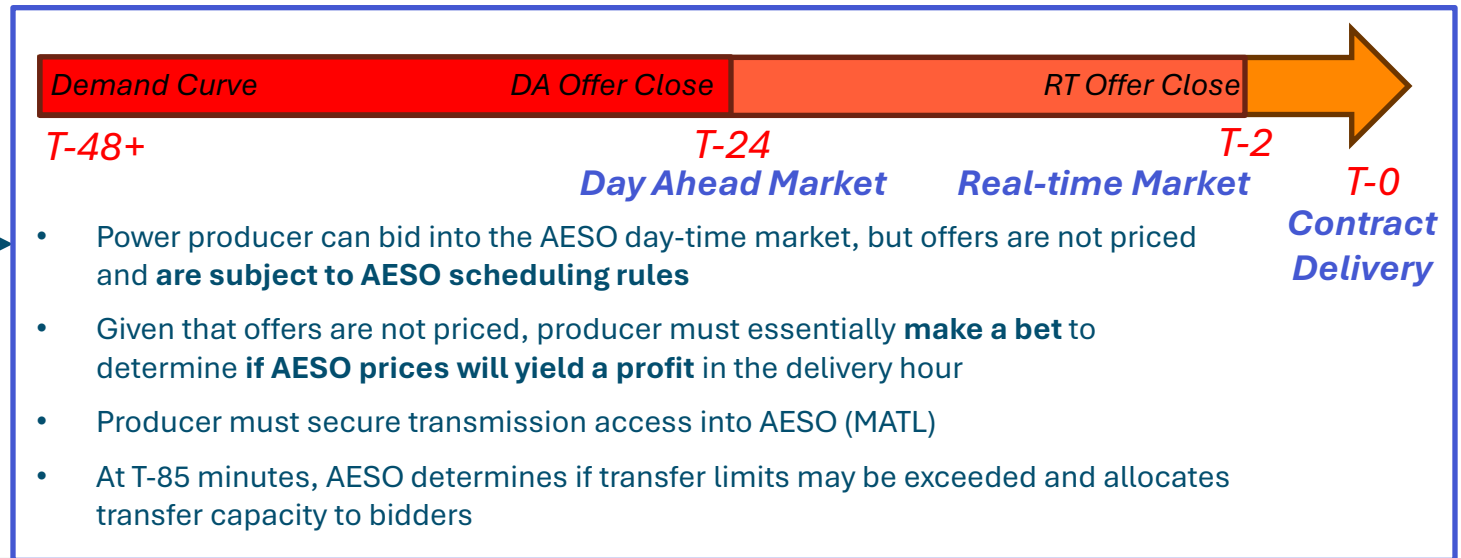 Demand Curve DA Offer Close RT Offer Close
T-48+ T-24 T-2
Day Ahead Market Real-time Market T-0
Contract
Delivery
• Power producer can bid into the AESO day-time market, but offers are not priced
and are subject to AESO scheduling rules
• Given that offers are not priced, producer must essentially make a bet to
determine if AESO prices will yield a profit in the delivery hour
• Producer must secure transmission access into AESO (MATL)
• At T-85 minutes, AESO determines if transfer limits may be exceeded and allocates
transfer capacity to bidders